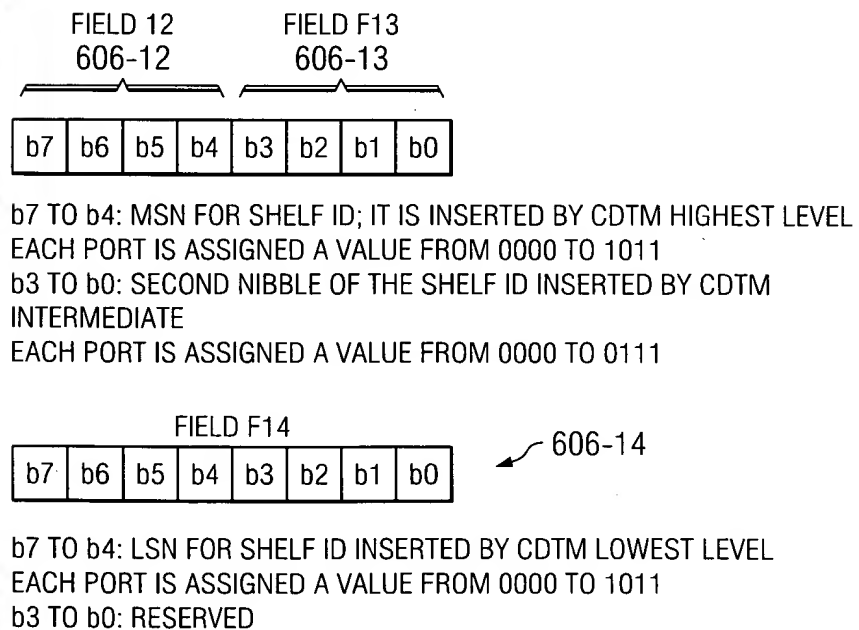 FIELD 12 FIELD F13
606-12 606-13
b7 b6 b5 b4 b3 b2 b1 b0
b7 TO b4: MSN FOR SHELF ID; IT IS INSERTED BY CDTM HIGHEST LEVEL
EACH PORT IS ASSIGNED A VALUE FROM 0000 TO 1011
b3 TO b0: SECOND NIBBLE OF THE SHELF ID INSERTED BY CDTM
INTERMEDIATE
EACH PORT IS ASSIGNED A VALUE FROM 0000 TO 0111
FIELD F14
606-14
b7 b6 b5 b4 b3 b2 b1 b0
b7 TO b4: LSN FOR SHELF ID INSERTED BY CDTM LOWEST LEVEL
EACH PORT IS ASSIGNED A VALUE FROM 0000 TO 1011
b3 TO b0: RESERVED